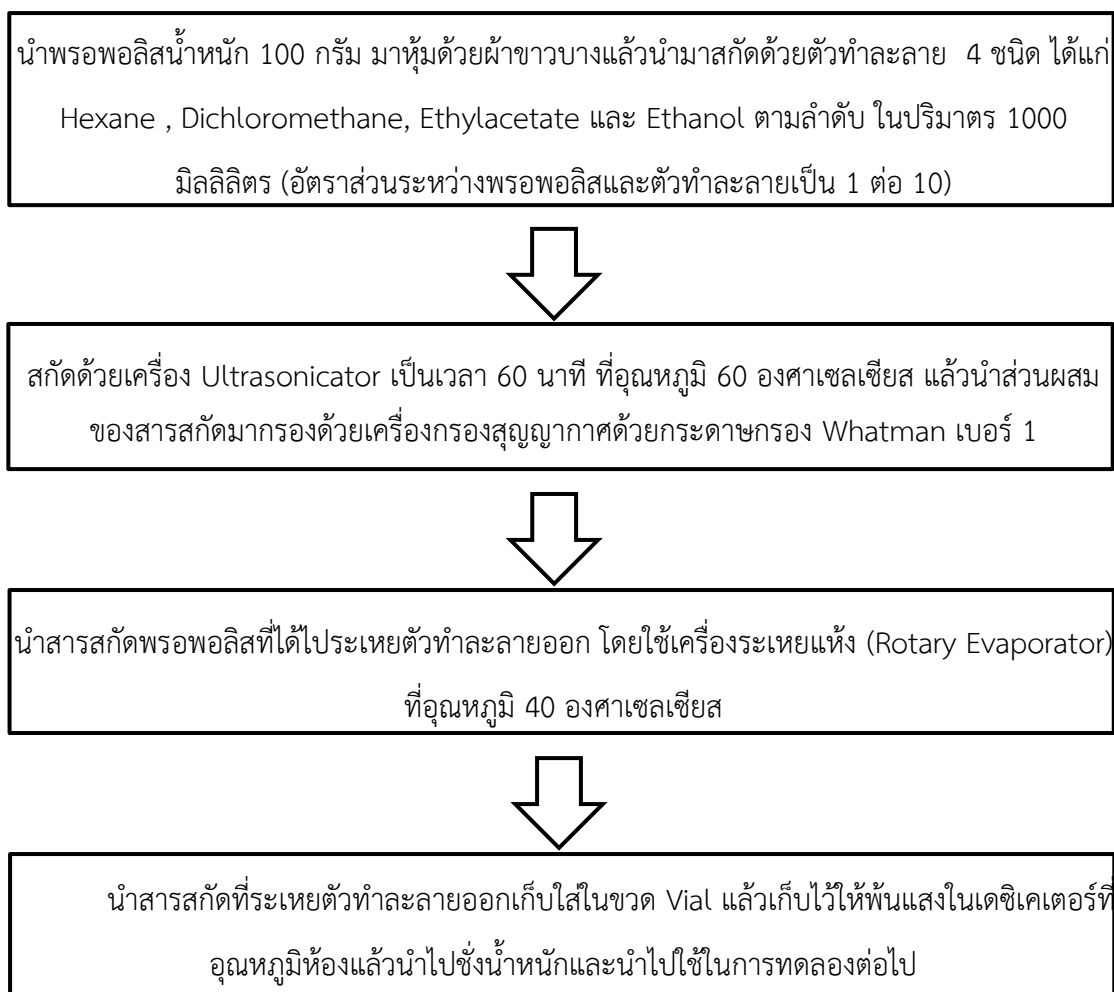 นำพรอพอลิสน้ำหนัก 100 กรัม มาหุ้มด้วยผ้าขาวบางแล้วนำมาสกัดด้วยตัวทำละลาย 4 ชนิด ได้แก่
Hexane , Dichloromethane, Ethylacetate และ Ethanol ตามลำดับ ในปริมาตร 1000
มิลลิลิตร (อัตราส่วนระหว่างพรอพอลิสและตัวทำละลายเป็น 1 ต่อ 10)
สกัดด้วยเครื่อง Ultrasonicator เป็นเวลา 60 นาที ที่อุณหภูมิ 60 องศาเซลเซียส แล้วนำส่วนผสม
ของสารสกัดมากรองด้วยเครื่องกรองสุญญากาศด้วยกระดาษกรอง Whatman เบอร์ 1
นำสารสกัดพรอพอลิสที่ได้ไประเหยตัวทำละลายออก โดยใช้เครื่องระเหยแห้ง (Rotary Evaporator)
ที่อุณหภูมิ 40 องศาเซลเซียส
นำสารสกัดที่ระเหยตัวทำละลายออกเก็บใส่ในขวด Vial แล้วเก็บไว้ให้พ้นแสงในเดซิเคเตอร์ที่
อุณหภูมิห้องแล้วนำไปชั่งน้ำหนักและนำไปใช้ในการทดลองต่อไป